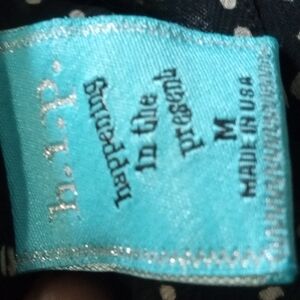 h.i.p.
happening
in the
present
M
MADE IN USA